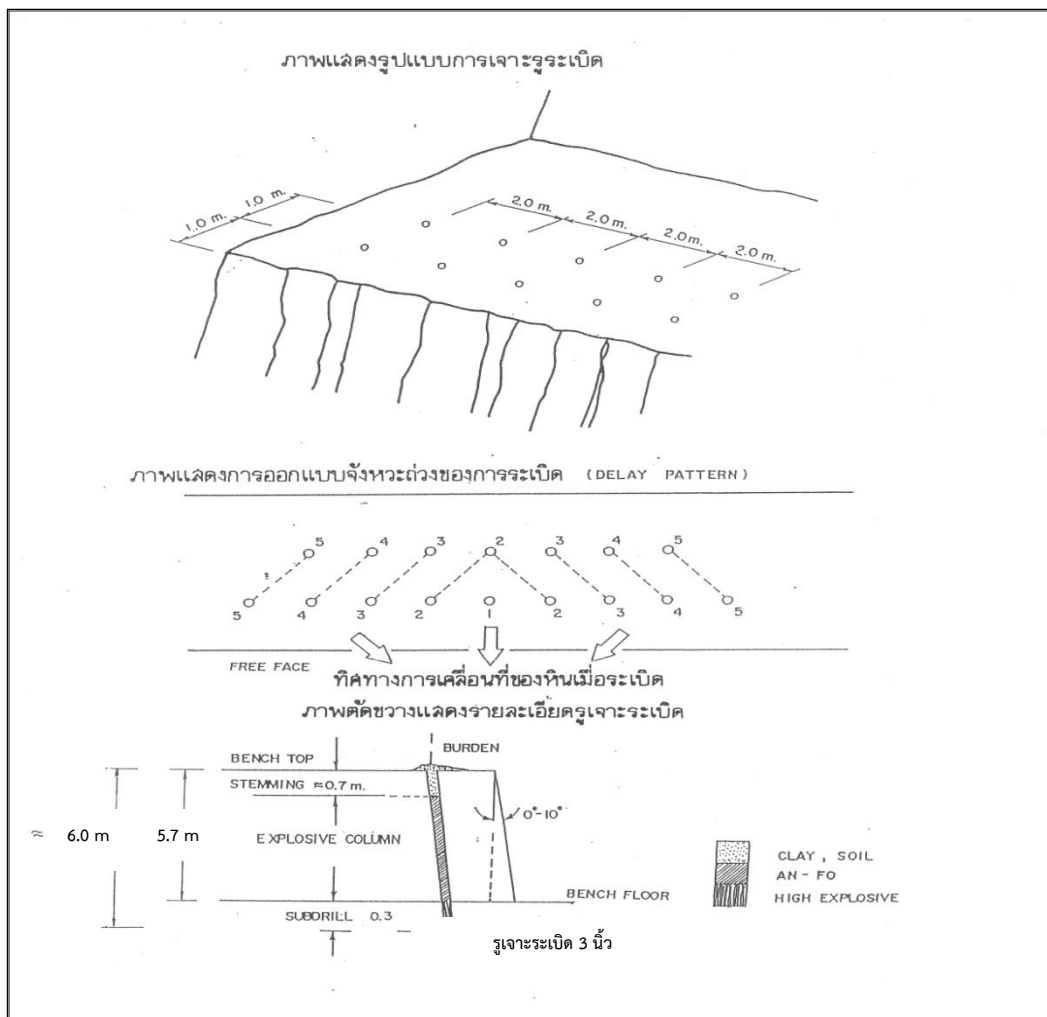 ภาพแสดงรูปแบบการเจาะรูระเบิด
1.0 m. 1.0 m.
2.0 m. 2.0 m. 2.0 m. 2.0 m.
ภาพแสดงการออกแบบจังหวะถ่วงของการระเบิด (DELAY PATTERN)
5 4 3 2 3 4 5
5 4 3 2 1 2 3 4 5
FREE FACE
ทิศทางการเคลื่อนที่ของหินเมื่อระเบิด
ภาพตัดขวางแสดงรายละเอียดรูเจาะระเบิด
BURDEN
BENCH TOP
STEMMING ≈0.7 m.
0°-10°
≈ 6.0 m 5.7 m EXPLOSIVE COLUMN
CLAY, SOIL
AN-FO
HIGH EXPLOSIVE
BENCH FLOOR
SUBDRILL 0.3
รูเจาะระเบิด 3 นิ้ว